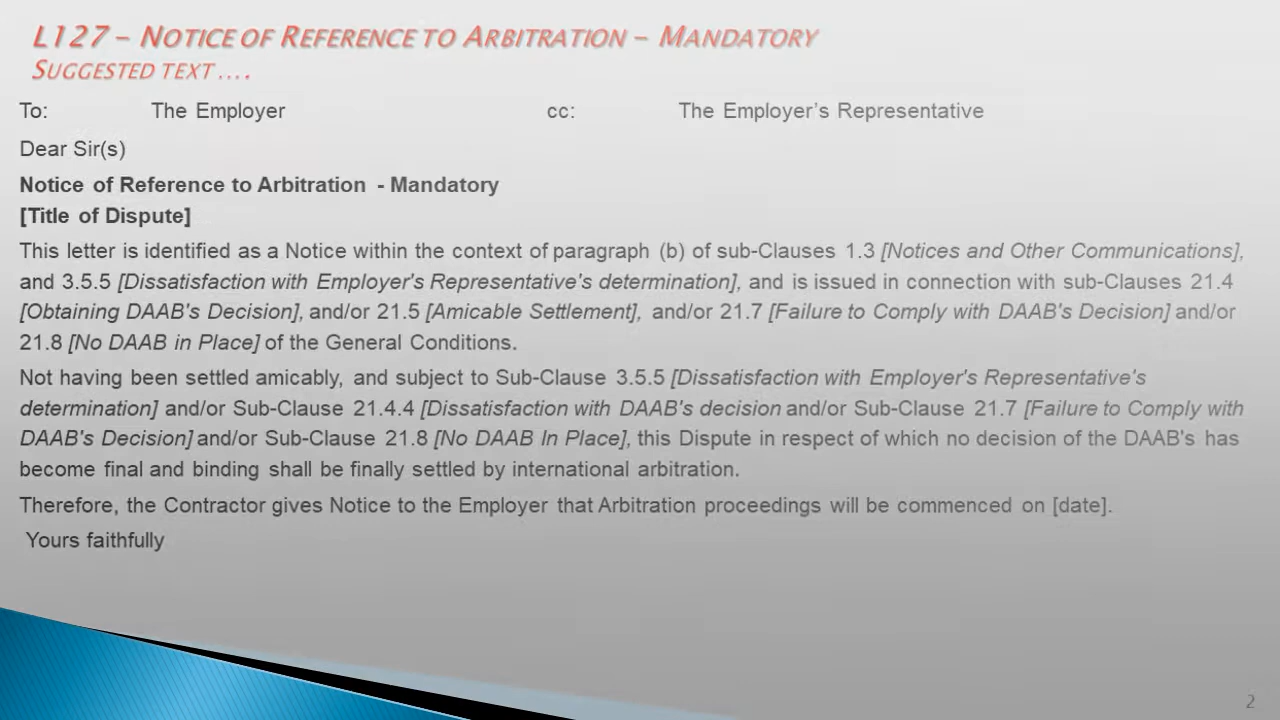 L127 – NOTICE OF REFERENCE TO ARBITRATION – MANDATORY
SUGGESTED TEXT ....
To: The Employer cc: The Employer’s Representative
Dear Sir(s)
Notice of Reference to Arbitration - Mandatory
[Title of Dispute]
This letter is identified as a Notice within the context of paragraph (b) of sub-Clauses 1.3 [Notices and Other Communications],
and 3.5.5 [Dissatisfaction with Employer's Representative's determination], and is issued in connection with sub-Clauses 21.4
[Obtaining DAAB's Decision], and/or 21.5 [Amicable Settlement], and/or 21.7 [Failure to Comply with DAAB's Decision] and/or
21.8 [No DAAB in Place] of the General Conditions.
Not having been settled amicably, and subject to Sub-Clause 3.5.5 [Dissatisfaction with Employer's Representative's
determination] and/or Sub-Clause 21.4.4 [Dissatisfaction with DAAB's decision and/or Sub-Clause 21.7 [Failure to Comply with
DAAB's Decision] and/or Sub-Clause 21.8 [No DAAB In Place], this Dispute in respect of which no decision of the DAAB's has
become final and binding shall be finally settled by international arbitration.
Therefore, the Contractor gives Notice to the Employer that Arbitration proceedings will be commenced on [date].
Yours faithfully
2